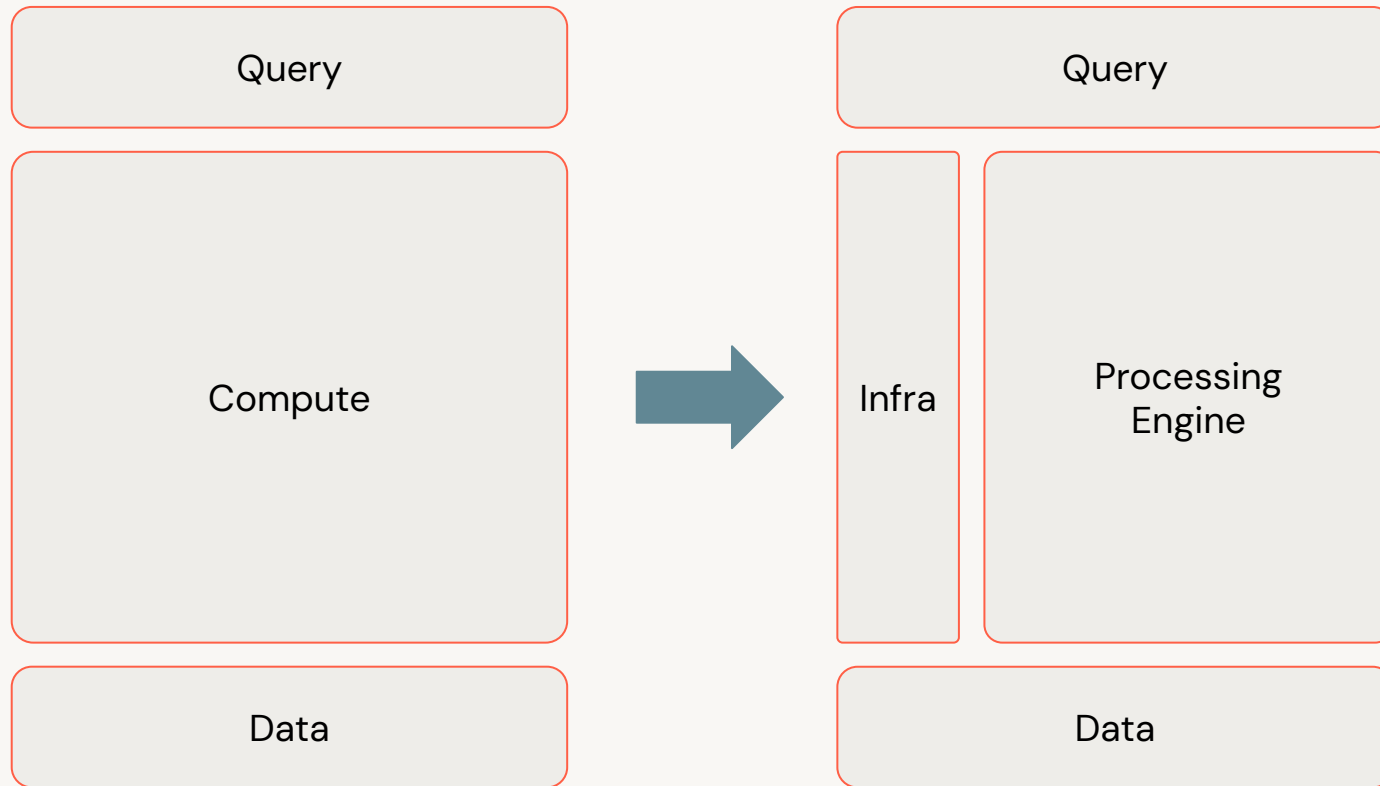 Query
Compute
Data
Query
Infra
Processing
Engine
Data